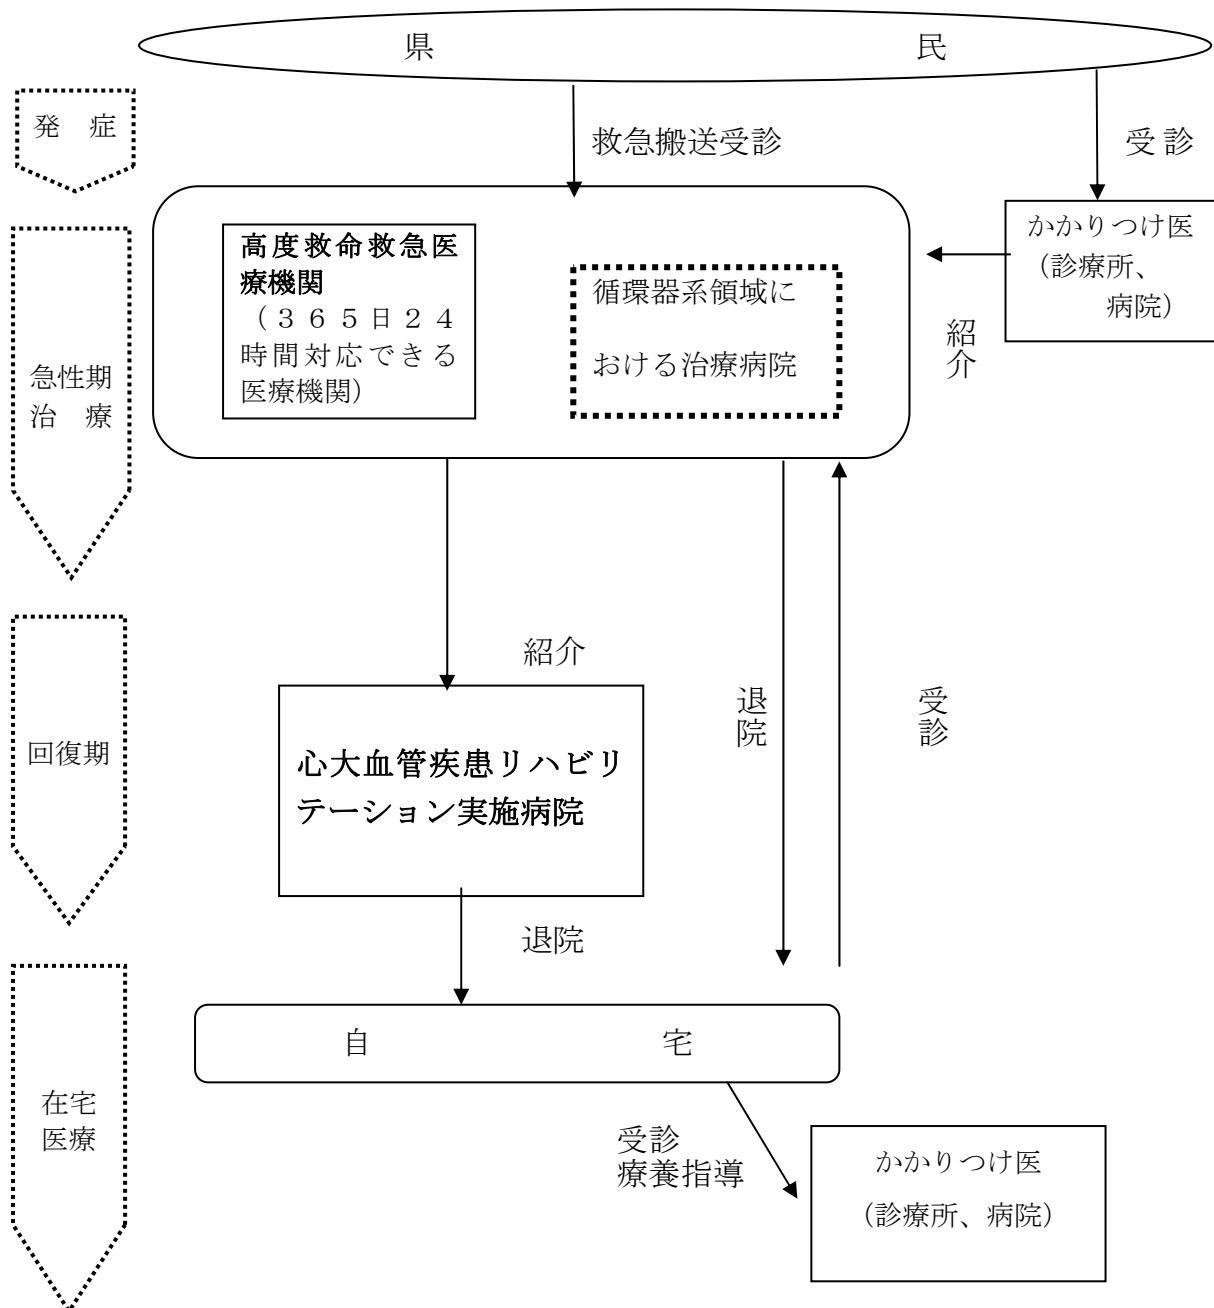 県　民
発　症
救急搬送受診
受診
高度救命救急医
療機関
（３６５日２４
時間対応できる
医療機関）
循環器系領域に
おける治療病院
かかりつけ医
（診療所、
病院）
紹介
急性期
治　療
紹介
退院
受診
回復期
心大血管疾患リハビリ
テーション実施病院
退院
自　宅
在宅
医療
受診
療養指導
かかりつけ医
（診療所、病院）